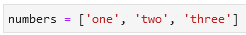 numbers = ['one', 'two', 'three']